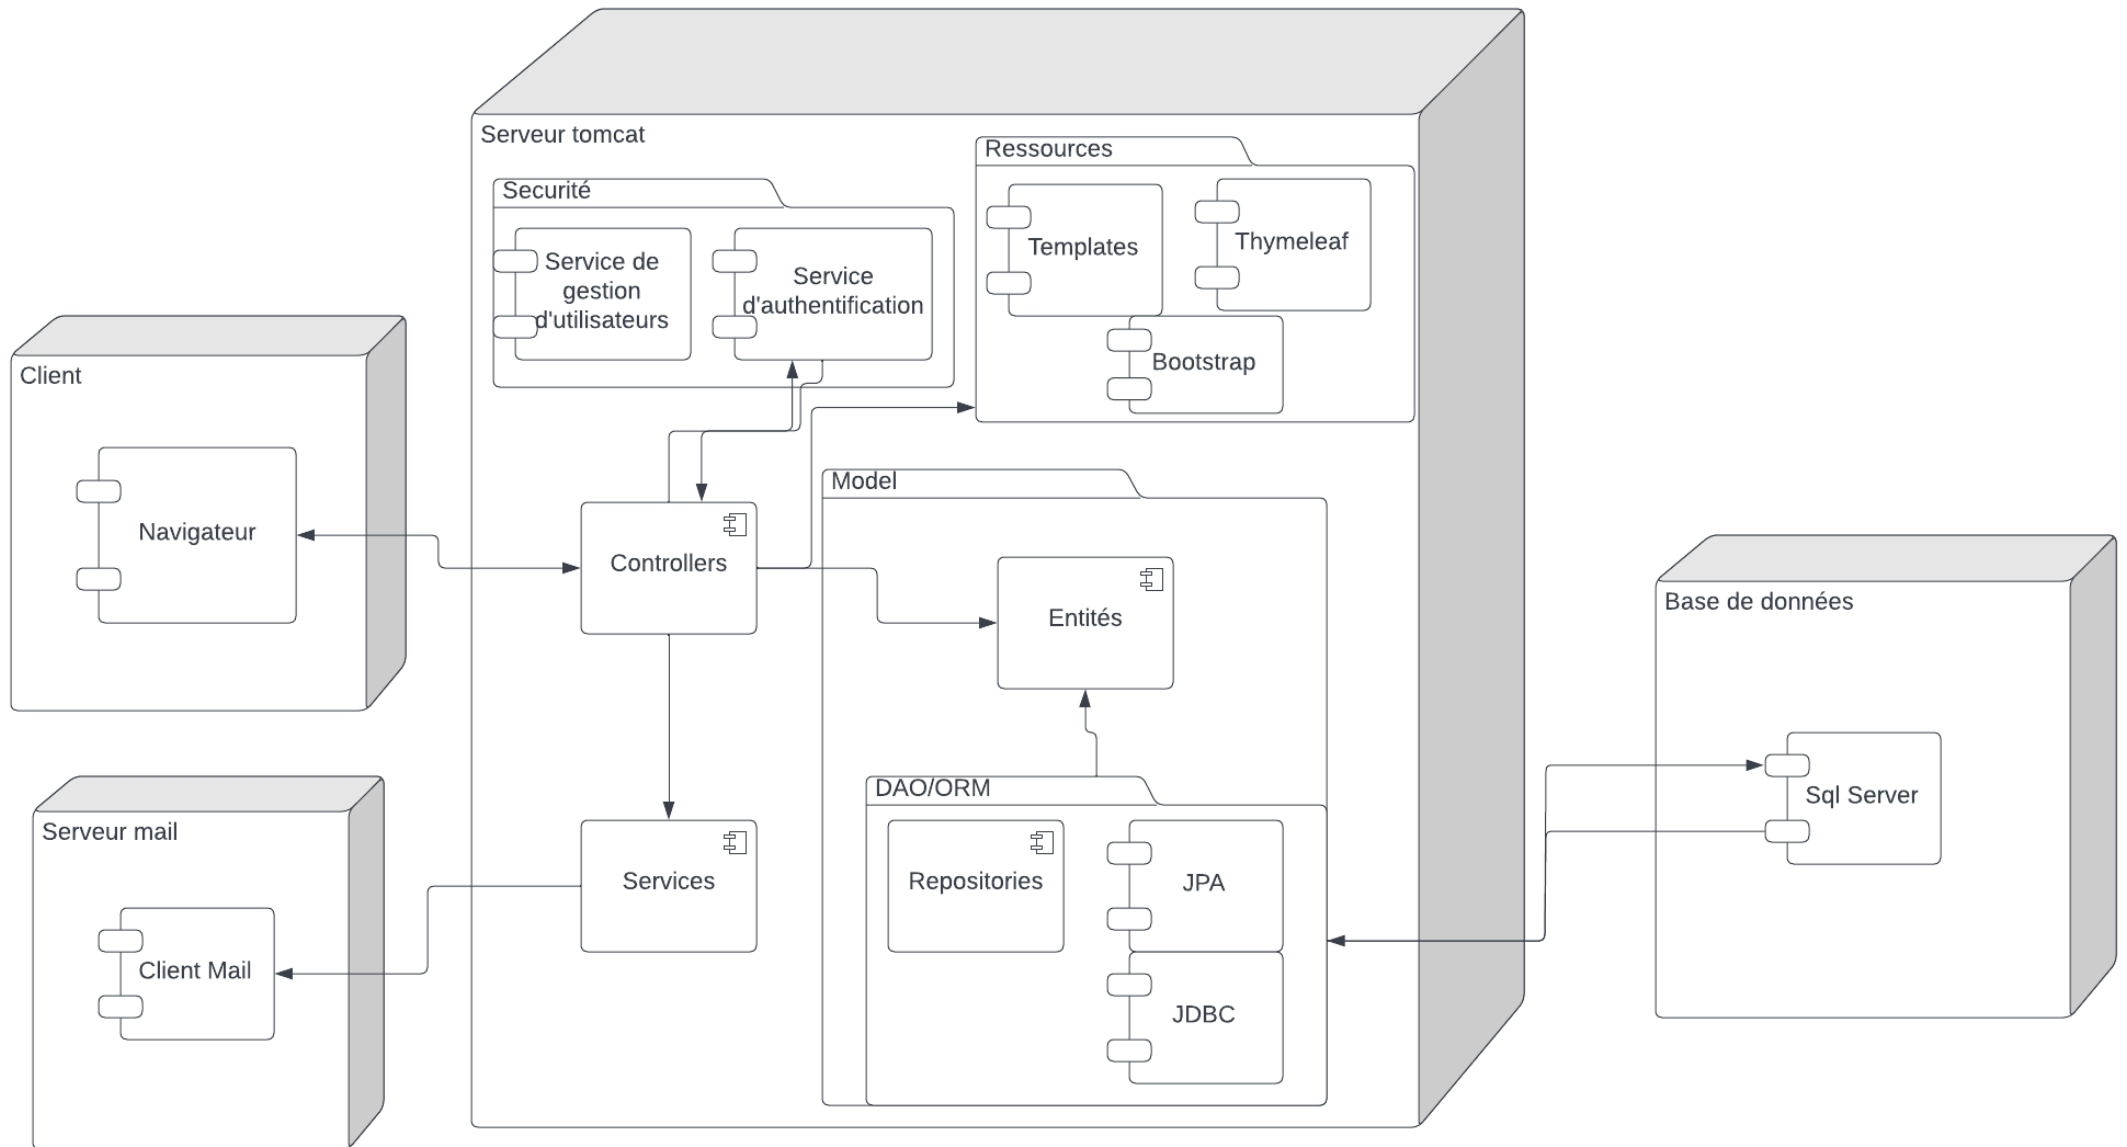 Serveur tomcat
Ressources
Securité
Templates
Thymeleaf
Service de
gestion
d'utilisateurs
Service
d'authentification
Bootstrap
Client
Navigateur
Model
Controllers
Entités
Base de données
Sql Server
DAO/ORM
Serveur mail
Services
Repositories
JPA
Client Mail
JDBC